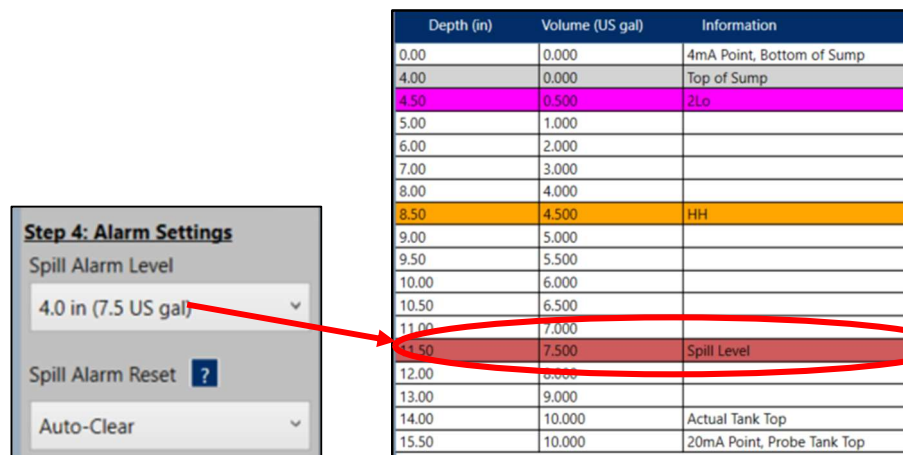 Step 4: Alarm Settings
Spill Alarm Level
4.0 in (7.5 US gal)
Spill Alarm Reset ?
Auto-Clear
Depth (in) Volume (US gal) Information
0.00 0.000 4mA Point, Bottom of Sump
4.00 0.000 Top of Sump
4.50 0.500 2Lo
5.00 1.000
6.00 2.000
7.00 3.000
8.00 4.000
8.50 4.500 HH
9.00 5.000
9.50 5.500
10.00 6.000
10.50 6.500
11.00 7.000
11.50 7.500 Spill Level
12.00 8.000
13.00 9.000
14.00 10.000 Actual Tank Top
15.50 10.000 20mA Point, Probe Tank Top